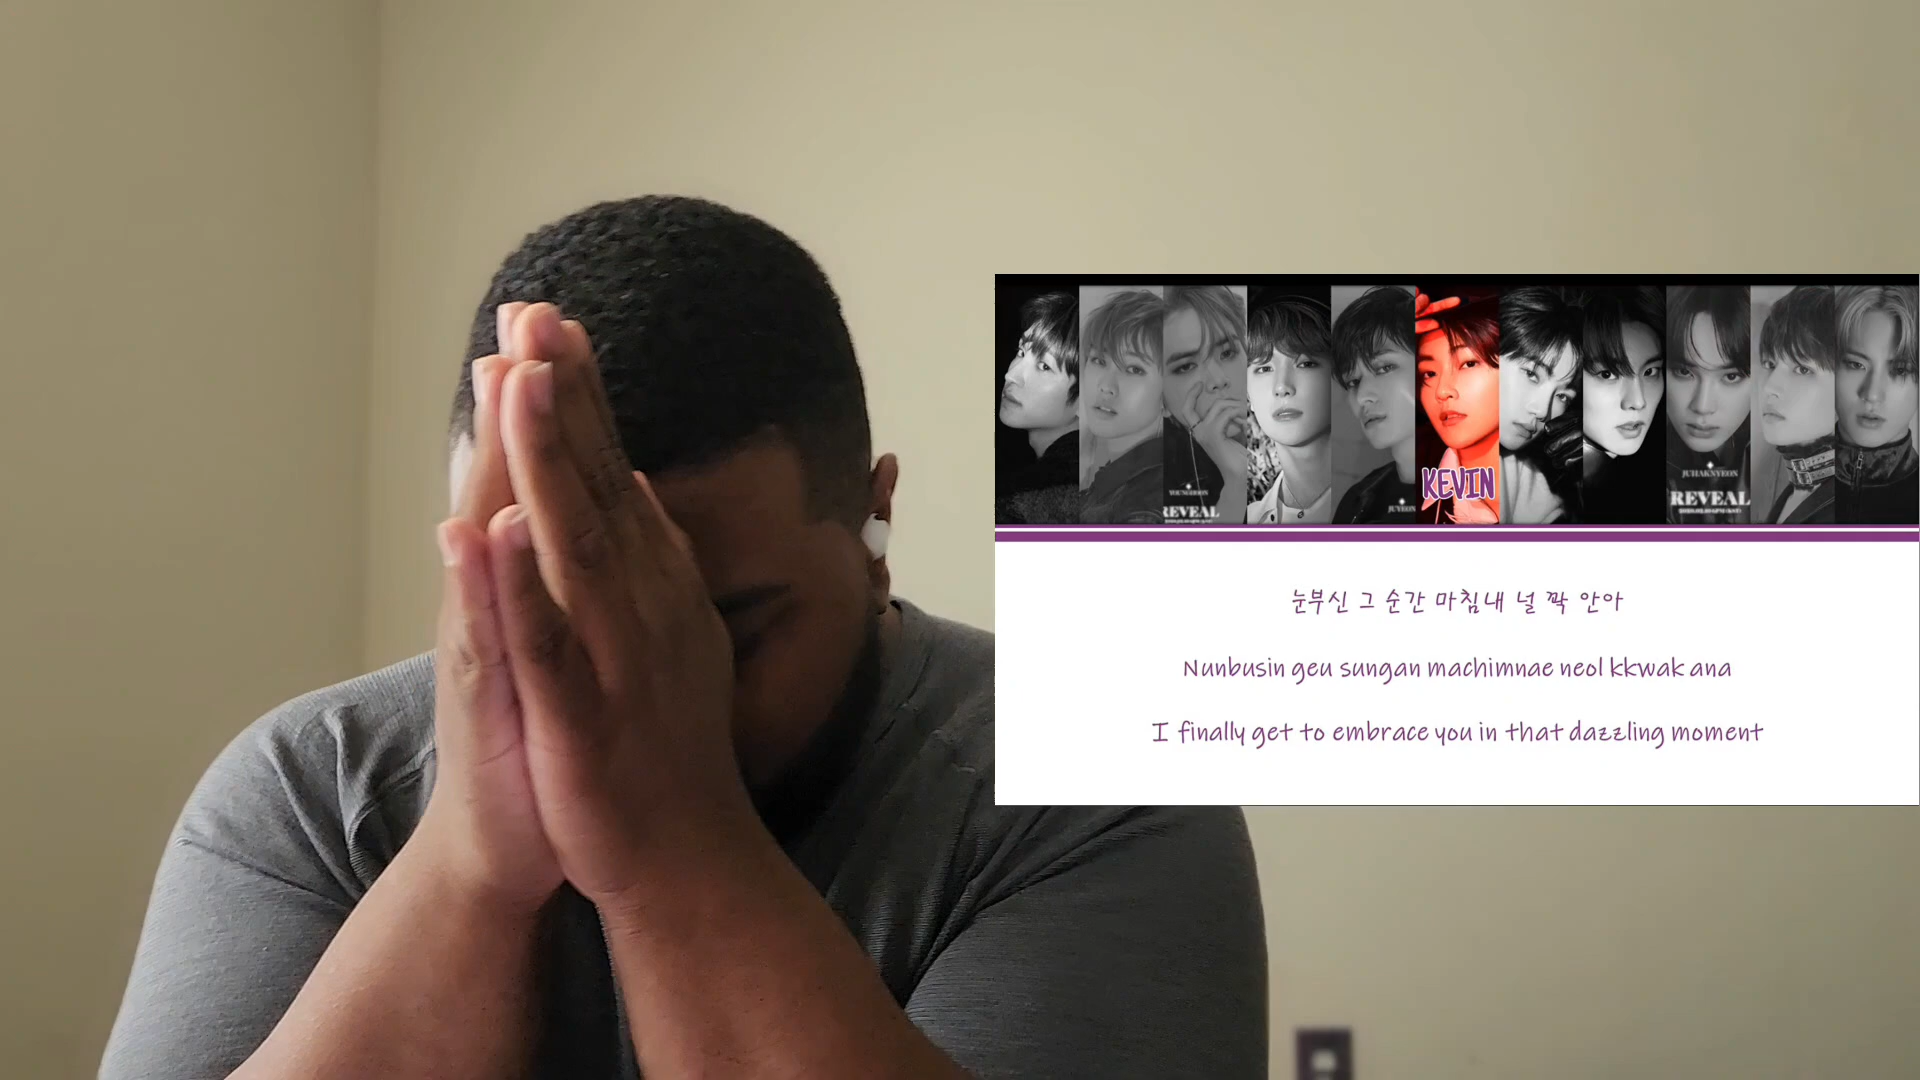 YOUNGHOON
REVEAL
JUYEON
KEVIN
JUHAKNYEON
REVEAL
눈부신 그 순간 마침내 널 꽉 안아
Nunbusin geu sungan machimnae neol kkwak ana
I finally get to embrace you in that dazzling moment